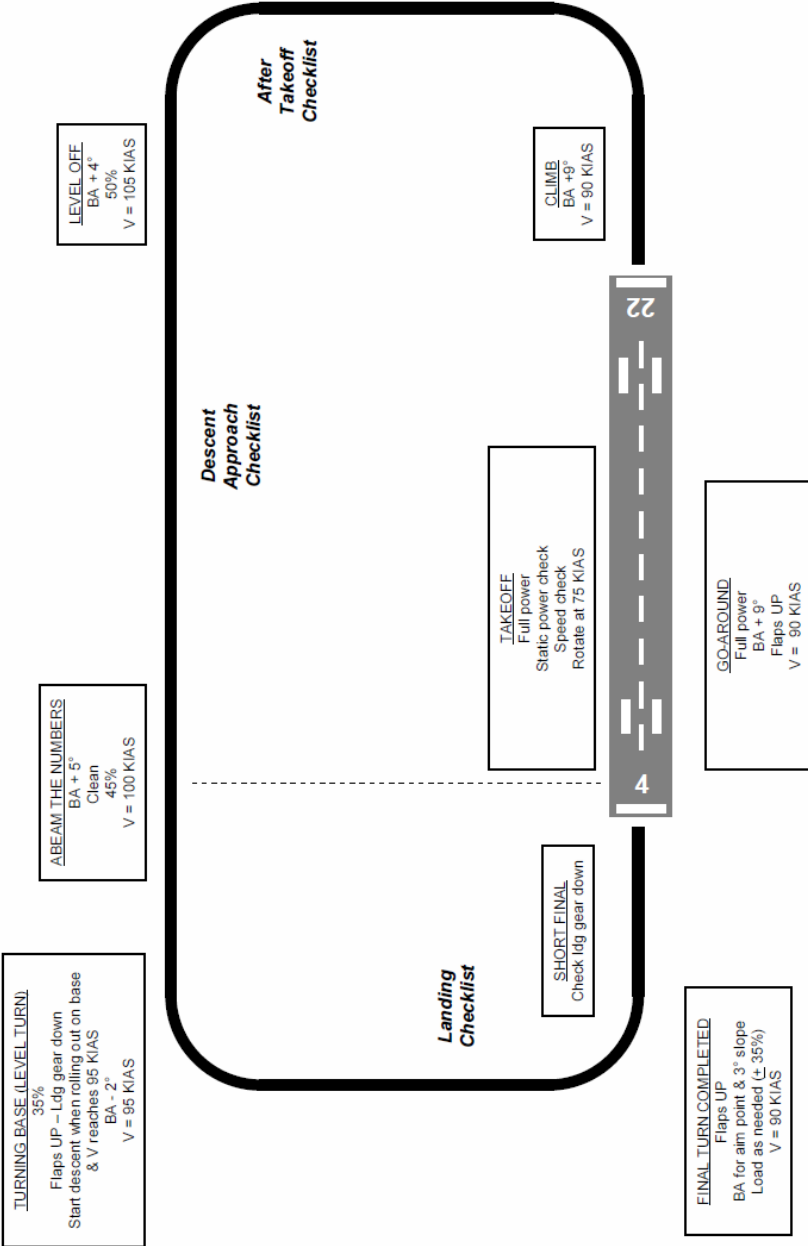 TURNING BASE (LEVEL TURN)
35%
Flaps UP – Ldg gear down
Start descent when rolling out on base
& V reaches 95 KIAS
BA - 2°
V = 95 KIAS
ABEAM THE NUMBERS
BA + 5°
Clean
45%
V = 100 KIAS
LEVEL OFF
BA + 4°
50%
V = 105 KIAS
Descent
Approach
Checklist
After
Takeoff
Checklist
Landing
Checklist
SHORT FINAL
Check ldg gear down
TAKEOFF
Full power
Static power check
Speed check
Rotate at 75 KIAS
CLIMB
BA +9°
V = 90 KIAS
4
22
FINAL TURN COMPLETED
Flaps UP
BA for aim point & 3° slope
Load as needed (± 35%)
V = 90 KIAS
GO-AROUND
Full power
BA + 9°
Flaps UP
V = 90 KIAS